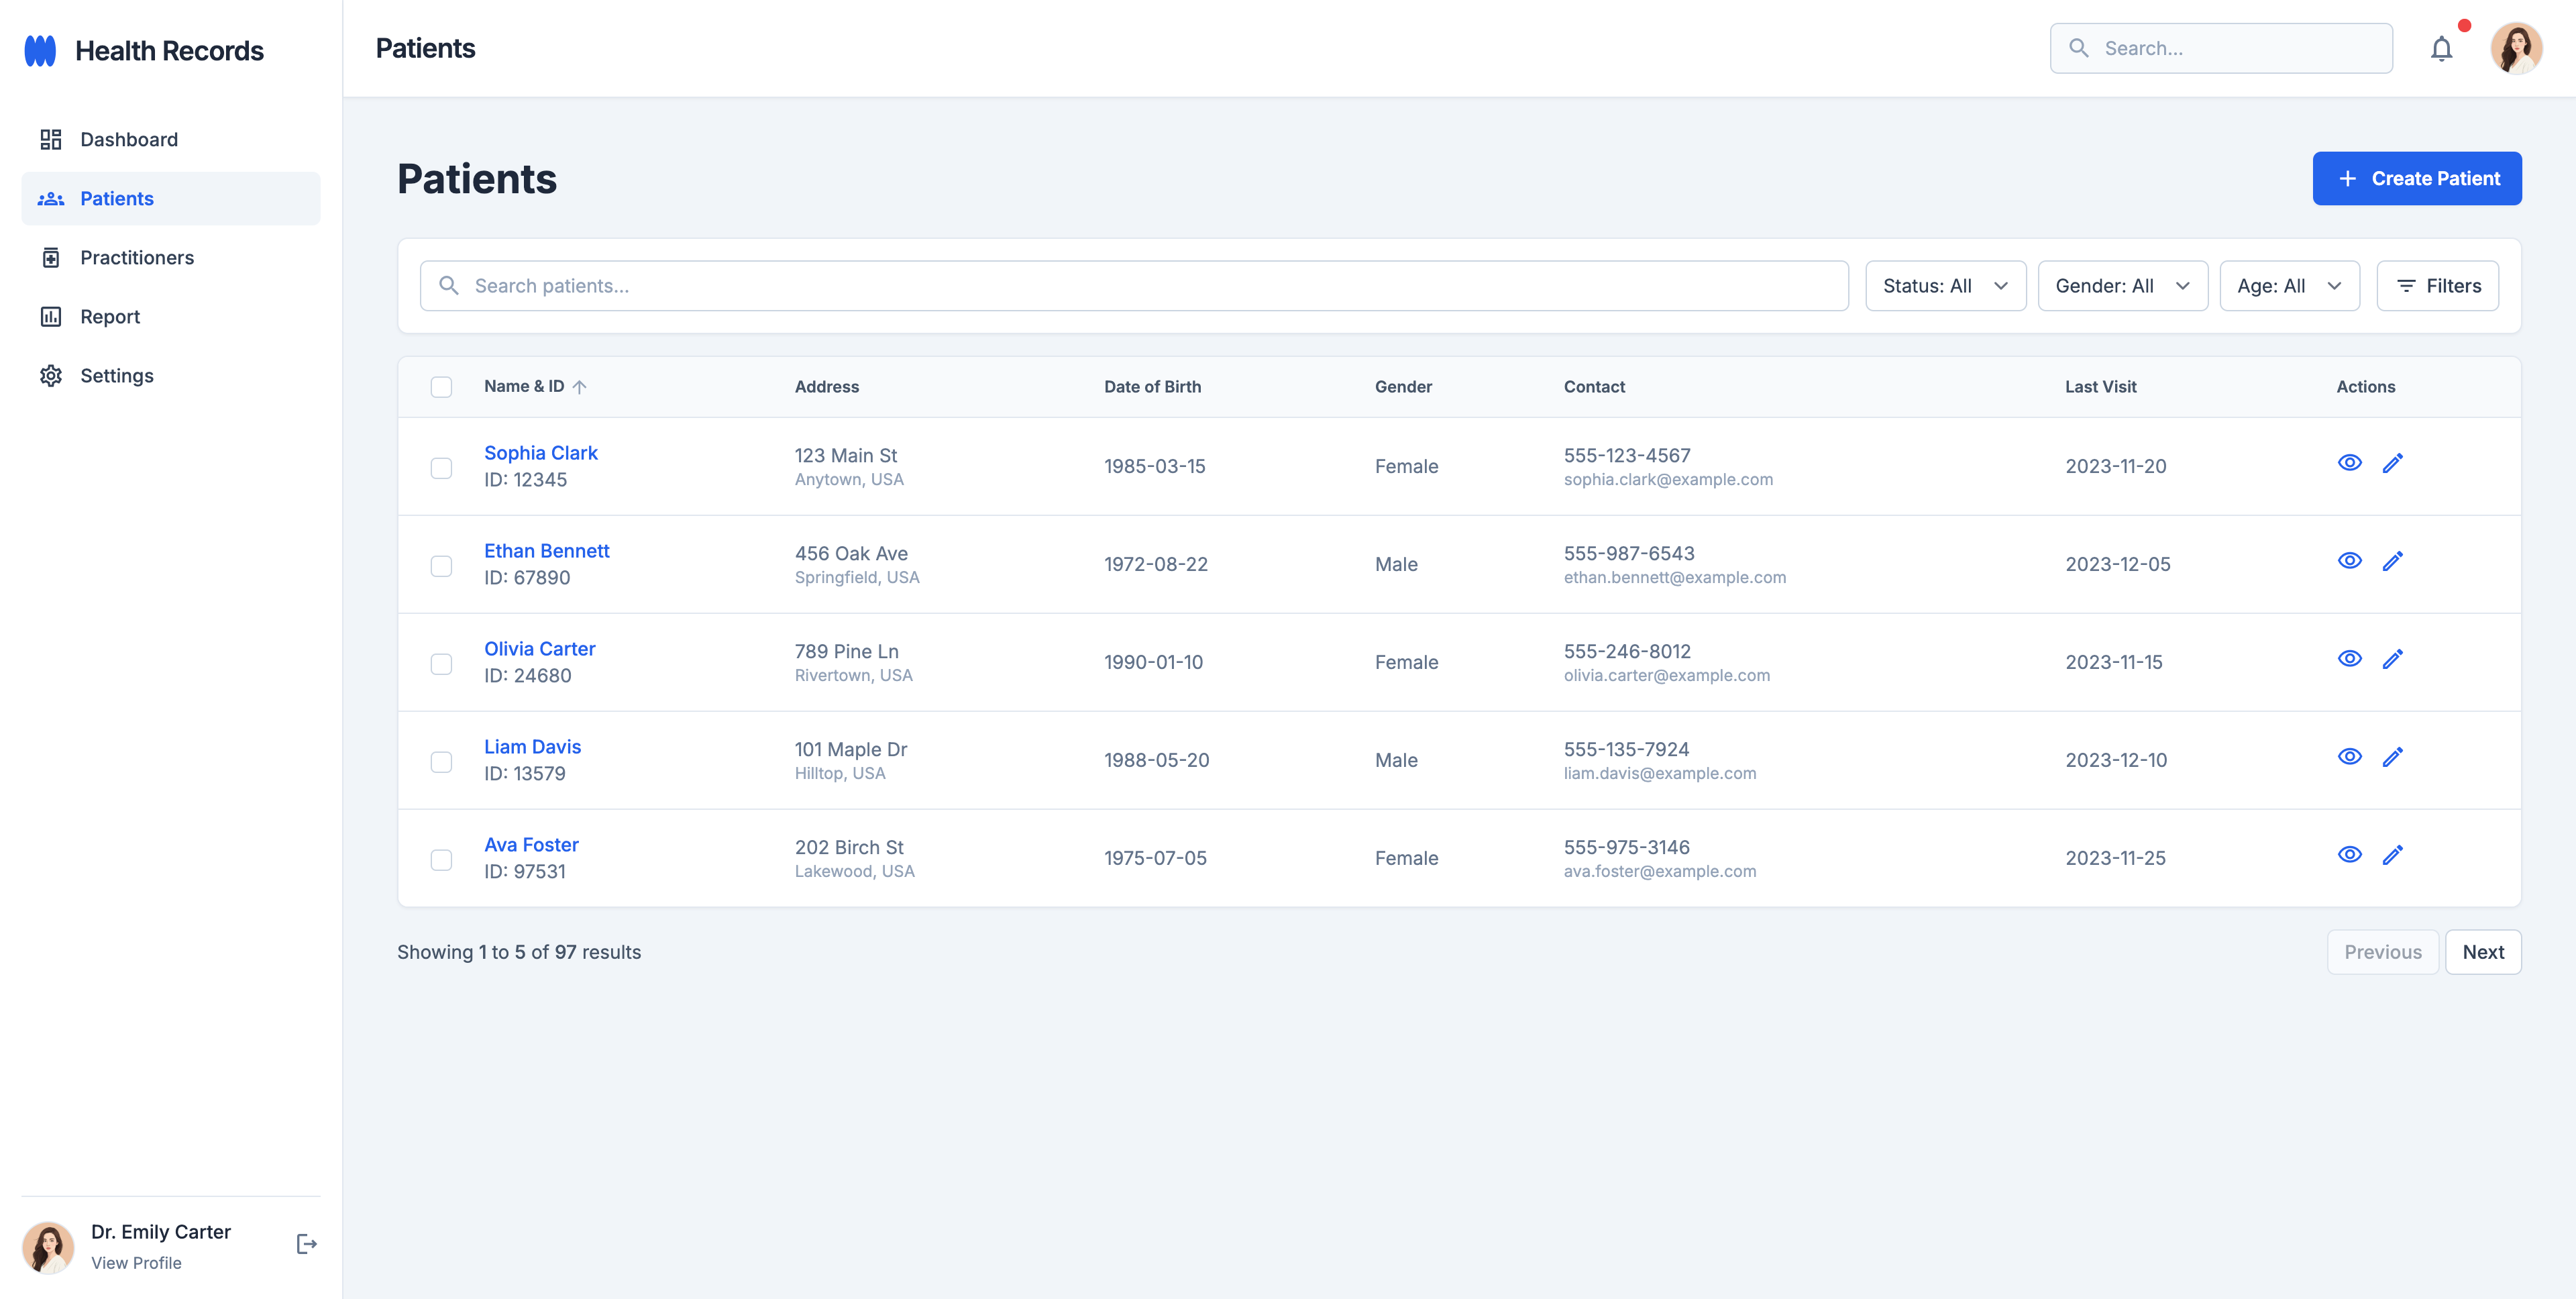 Health Records
Dashboard
Patients
Practitioners
Report
Settings
Dr. Emily Carter
View Profile
Patients
Search...
Patients
Create Patient
Search patients...
Status: All
Gender: All
Age: All
Filters
Name & ID Address Date of Birth Gender Contact Last Visit Actions
Sophia Clark
ID: 12345
123 Main St
Anytown, USA
1985-03-15
Female
555-123-4567
sophia.clark@example.com
2023-11-20
Ethan Bennett
ID: 67890
456 Oak Ave
Springfield, USA
1972-08-22
Male
555-987-6543
ethan.bennett@example.com
2023-12-05
Olivia Carter
ID: 24680
789 Pine Ln
Rivertown, USA
1990-01-10
Female
555-246-8012
olivia.carter@example.com
2023-11-15
Liam Davis
ID: 13579
101 Maple Dr
Hilltop, USA
1988-05-20
Male
555-135-7924
liam.davis@example.com
2023-12-10
Ava Foster
ID: 97531
202 Birch St
Lakewood, USA
1975-07-05
Female
555-975-3146
ava.foster@example.com
2023-11-25
Showing 1 to 5 of 97 results
Previous
Next